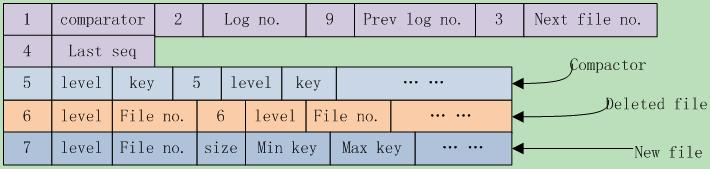 1 comparator 2 Log no. 9 Prev log no. 3 Next file no.
4 Last seq
5 level key 5 level key … … Compactor
6 level File no. 6 level File no. … … Deleted file
7 level File no. size Min key Max key … … New file